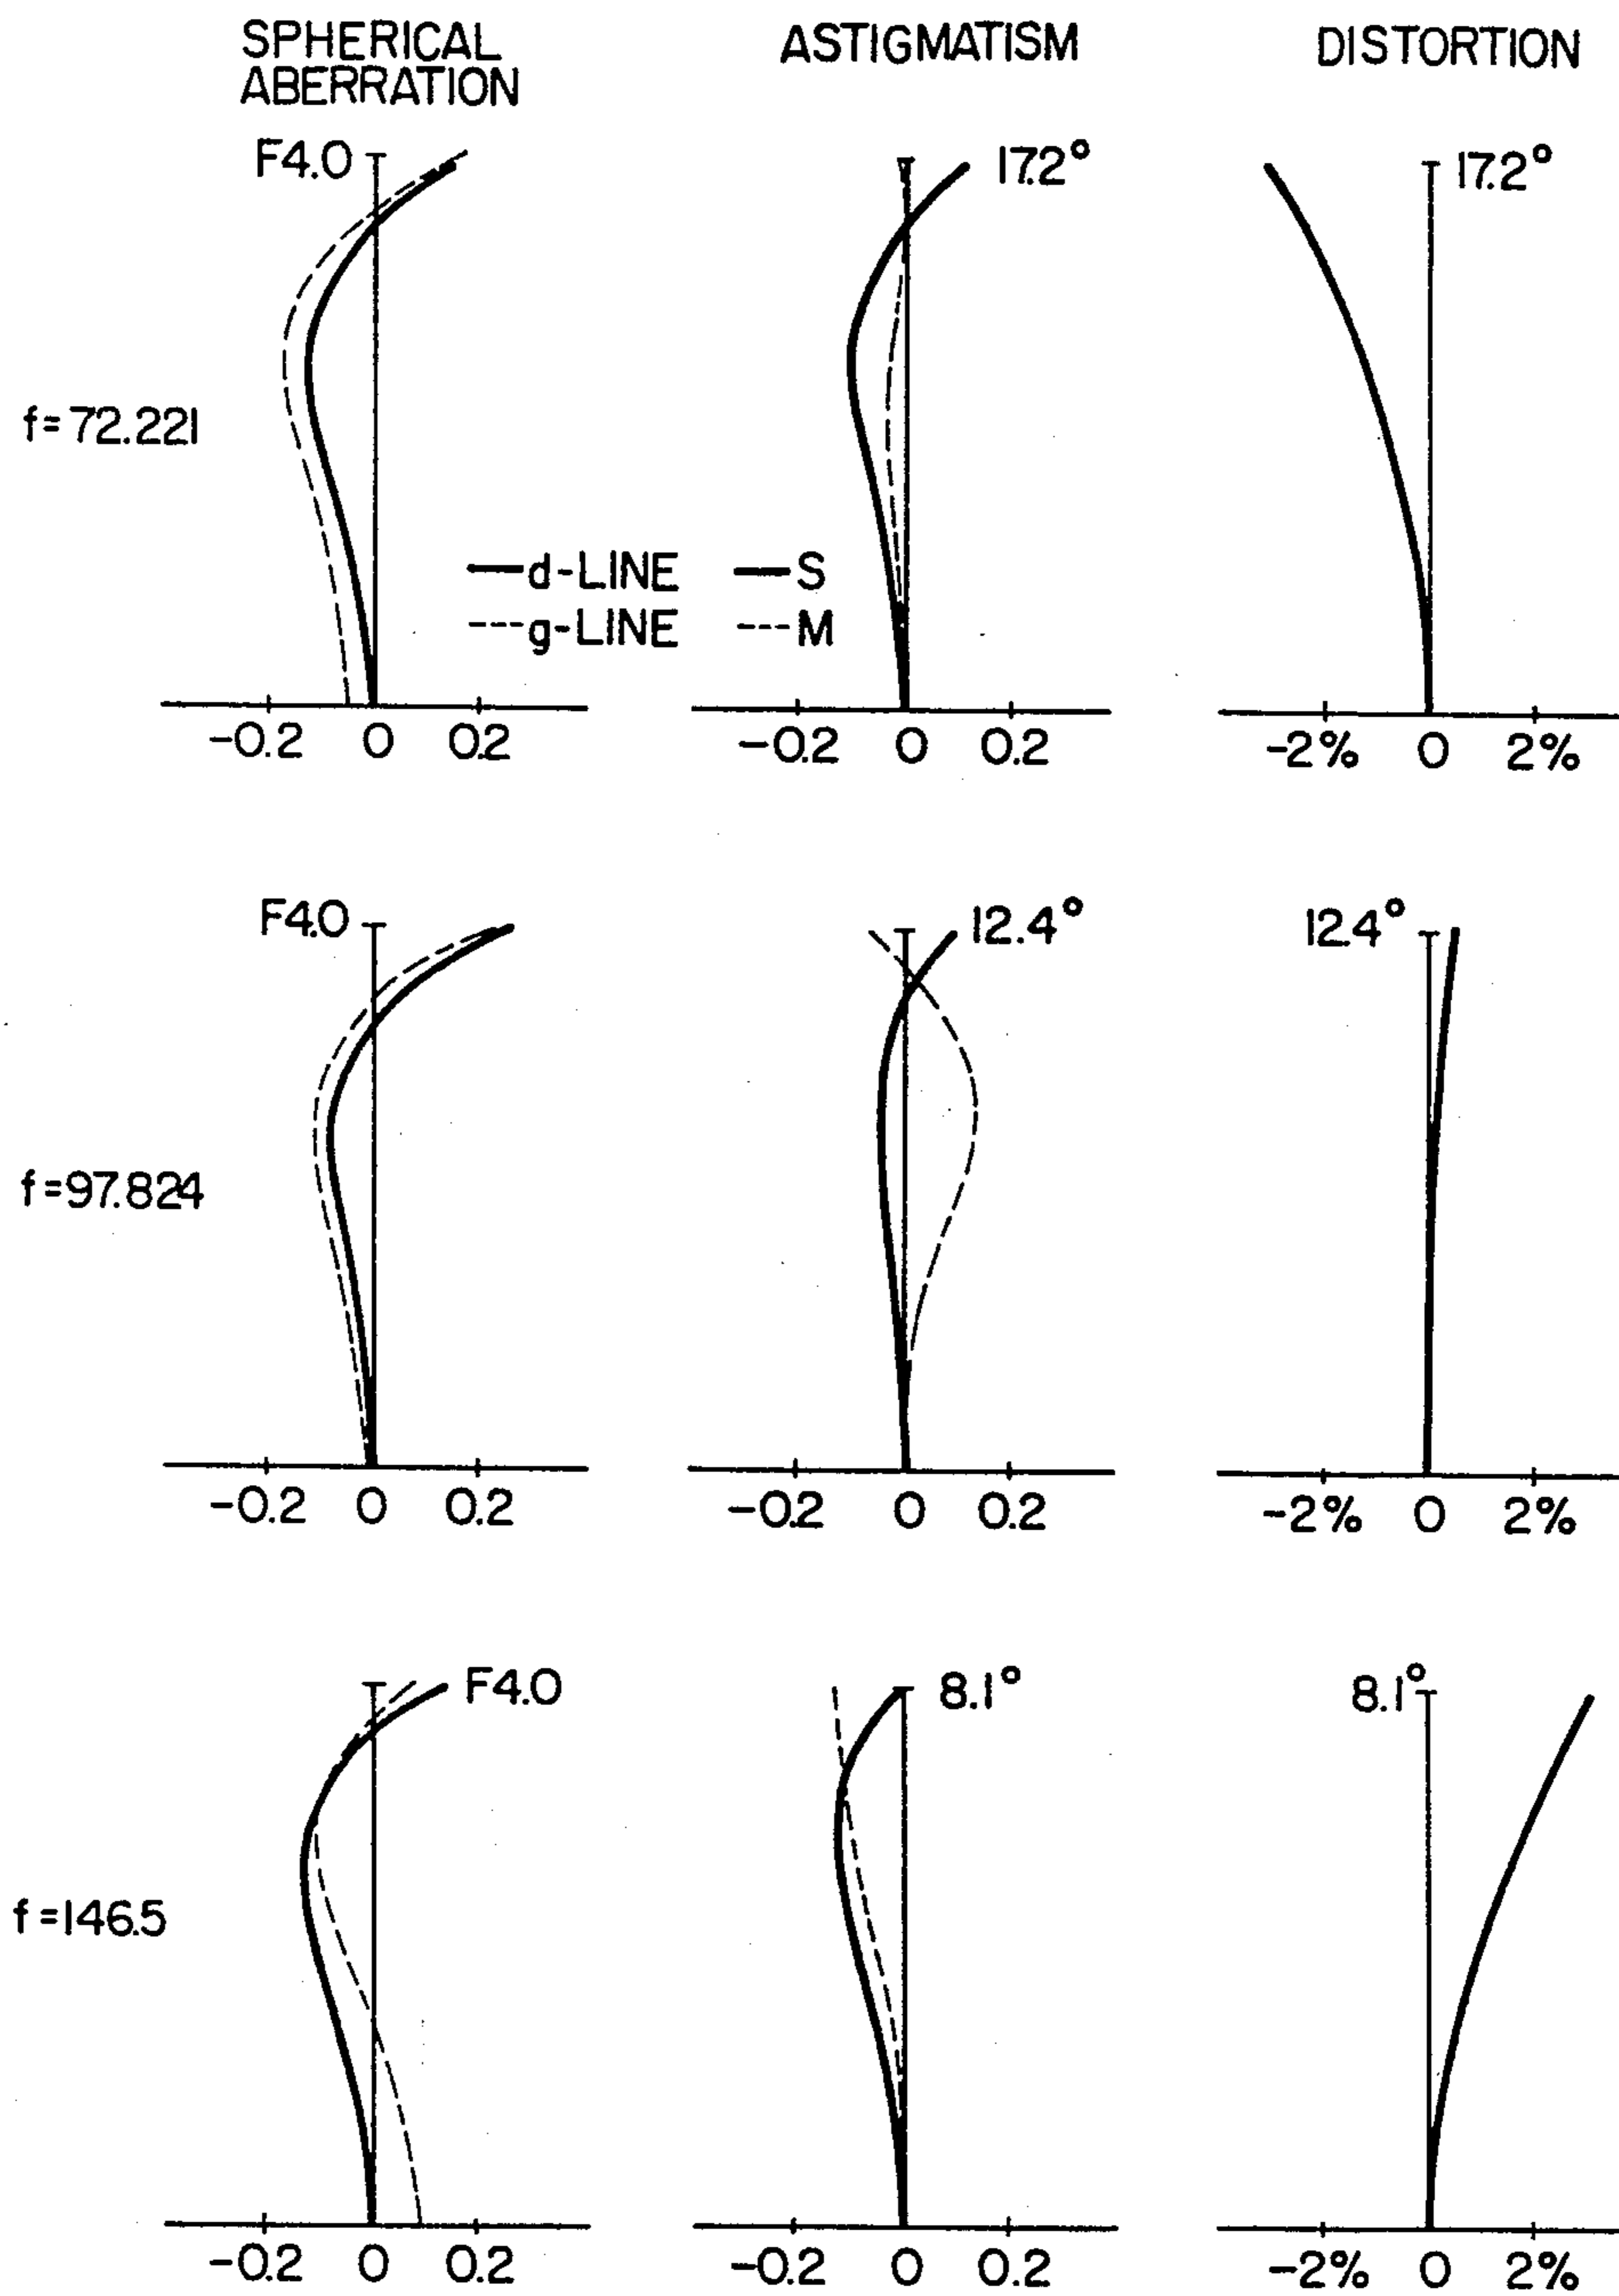 SPHERICAL
ABERRATION
ASTIGMATISM
DISTORTION
F4.0
17.2°
17.2°
f=72.221
d-LINE
g-LINE
S
M
-0.2 0 0.2
-0.2 0 0.2
-2% 0 2%
F4.0
12.4°
12.4°
f=97.824
-0.2 0 0.2
-0.2 0 0.2
-2% 0 2%
F4.0
8.1°
8.1°
f=146.5
-0.2 0 0.2
-0.2 0 0.2
-2% 0 2%